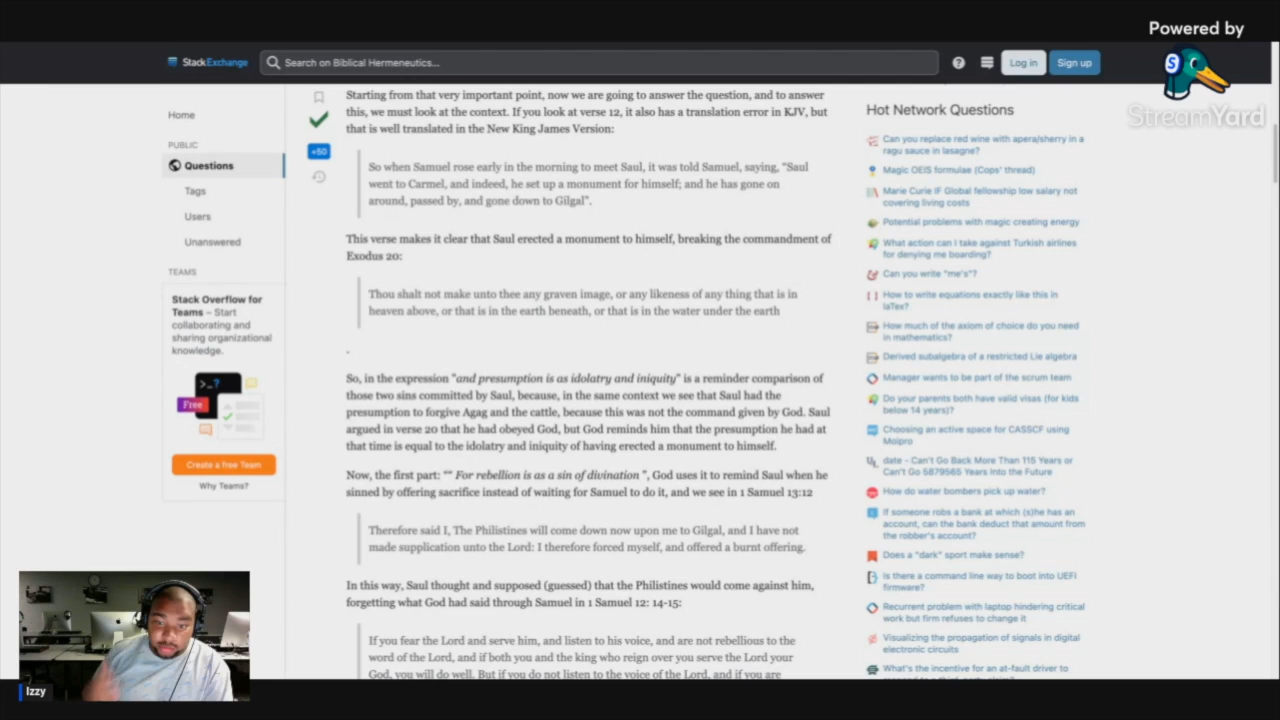 Powered by
StreamYard
StackExchange
Search on Biblical Hermeneutics...
Log in
Sign up
Home
PUBLIC
Questions
Tags
Users
Unanswered
TEAMS
Stack Overflow for
Teams – Start
collaborating and
sharing organizational
knowledge.
>_?
Free
Create a free Team
Why Teams?
+50
Starting from that very important point, now we are going to answer the question, and to answer
this, we must look at the context. If you look at verse 12, it also has a translation error in KJV, but
that is well translated in the New King James Version:
So when Samuel rose early in the morning to meet Saul, it was told Samuel, saying, "Saul
went to Carmel, and indeed, he set up a monument for himself; and he has gone on
around, passed by, and gone down to Gilgal".
This verse makes it clear that Saul erected a monument to himself, breaking the commandment of
Exodus 20:
Thou shalt not make unto thee any graven image, or any likeness of any thing that is in
heaven above, or that is in the earth beneath, or that is in the water under the earth
.
So, in the expression "and presumption is as idolatry and iniquity" is a reminder comparison of
those two sins committed by Saul, because, in the same context we see that Saul had the
presumption to forgive Agag and the cattle, because this was not the command given by God. Saul
argued in verse 20 that he had obeyed God, but God reminds him that the presumption he had at
that time is equal to the idolatry and iniquity of having erected a monument to himself.
Now, the first part: "" For rebellion is as a sin of divination ", God uses it to remind Saul when he
sinned by offering sacrifice instead of waiting for Samuel to do it, and we see in 1 Samuel 13:12
Therefore said I, The Philistines will come down now upon me to Gilgal, and I have not
made supplication unto the Lord: I therefore forced myself, and offered a burnt offering.
In this way, Saul thought and supposed (guessed) that the Philistines would come against him,
forgetting what God had said through Samuel in 1 Samuel 12: 14-15:
If you fear the Lord and serve him, and listen to his voice, and are not rebellious to the
word of the Lord, and if both you and the king who reign over you serve the Lord your
God, you will do well. But if you do not listen to the voice of the Lord, and if you are
Hot Network Questions
Can you replace red wine with apera/sherry in a
ragu sauce in lasagne?
Magic OEIS formulae (Cops' thread)
Marie Curie IF Global fellowship low salary not
covering living costs
Potential problems with magic creating energy
What action can I take against Turkish airlines
for denying me boarding?
Can you write "me's"?
How to write equations exactly like this in
laTex?
How much of the axiom of choice do you need
in mathematics?
Derived subalgebra of a restricted Lie algebra
Manager wants to be part of the scrum team
Do your parents both have valid visas (for kids
below 14 years)?
Choosing an active space for CASSCF using
Molpro
date - Can't Go Back More Than 115 Years or
Can't Go 5879565 Years Into the Future
How do water bombers pick up water?
If someone robs a bank at which (s)he has an
account, can the bank deduct that amount from
the robber's account?
Does a "dark" sport make sense?
Is there a command line way to boot into UEFI
firmware?
Recurrent problem with laptop hindering critical
work but firm refuses to change it
Visualizing the propagation of signals in digital
electronic circuits
What's the incentive for an at-fault driver to
Izzy